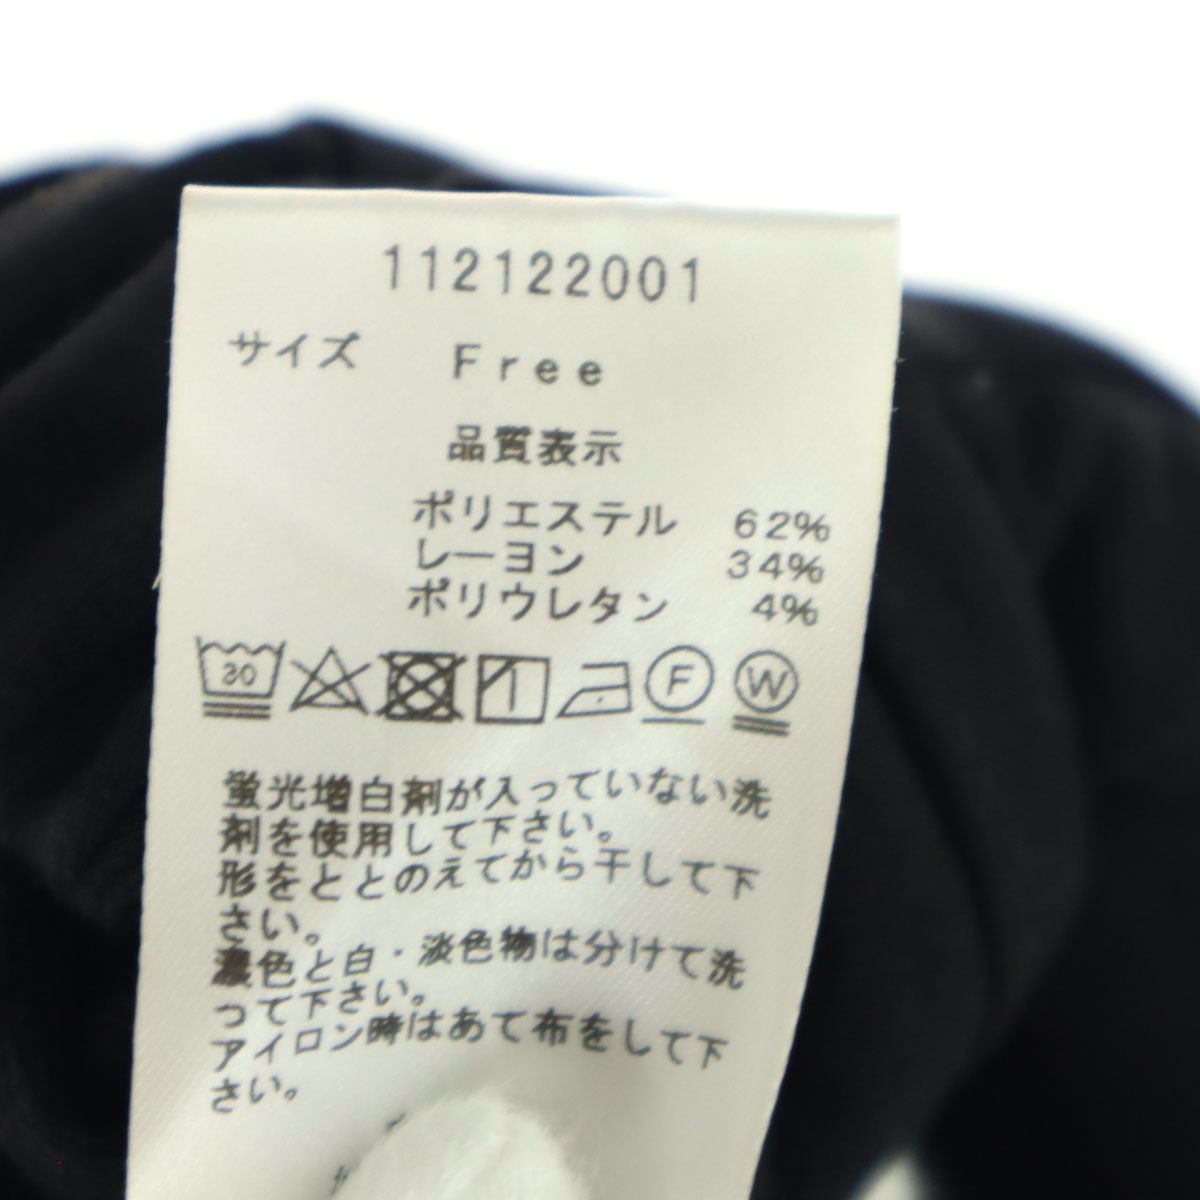 112122001
サイズ Free
品質表示
ポリエステル 62%
レーヨン 34%
ポリウレタン 4%
30 F W
蛍光増白剤が入っていない洗
剤を使用して下さい。
形をととのえてから干して下
さい。
濃色と白・淡色物は分けて洗
って下さい。
アイロン時はあて布をして下
さい。